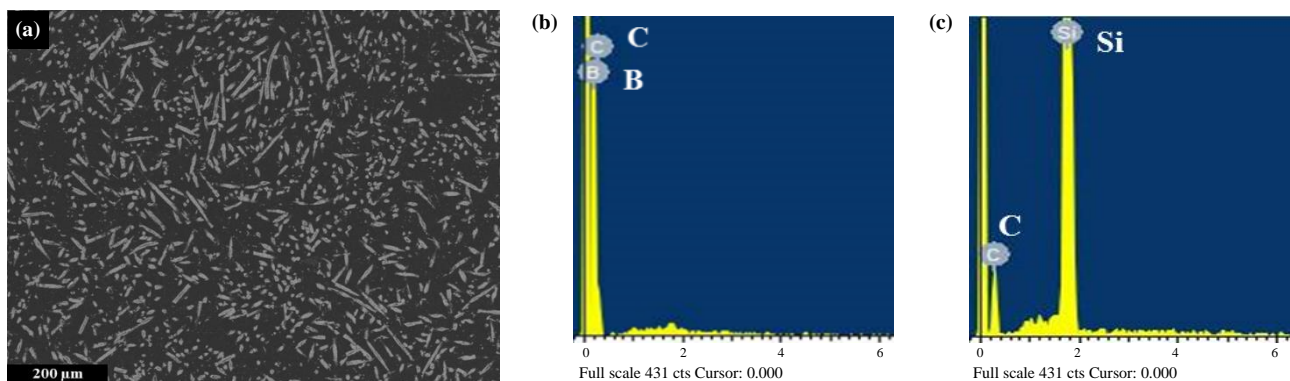 (a)
200 µm
(b)
C C
B B
0 2 4 6
Full scale 431 cts Cursor: 0.000
(c)
Si Si
C
C
0 2 4 6
Full scale 431 cts Cursor: 0.000